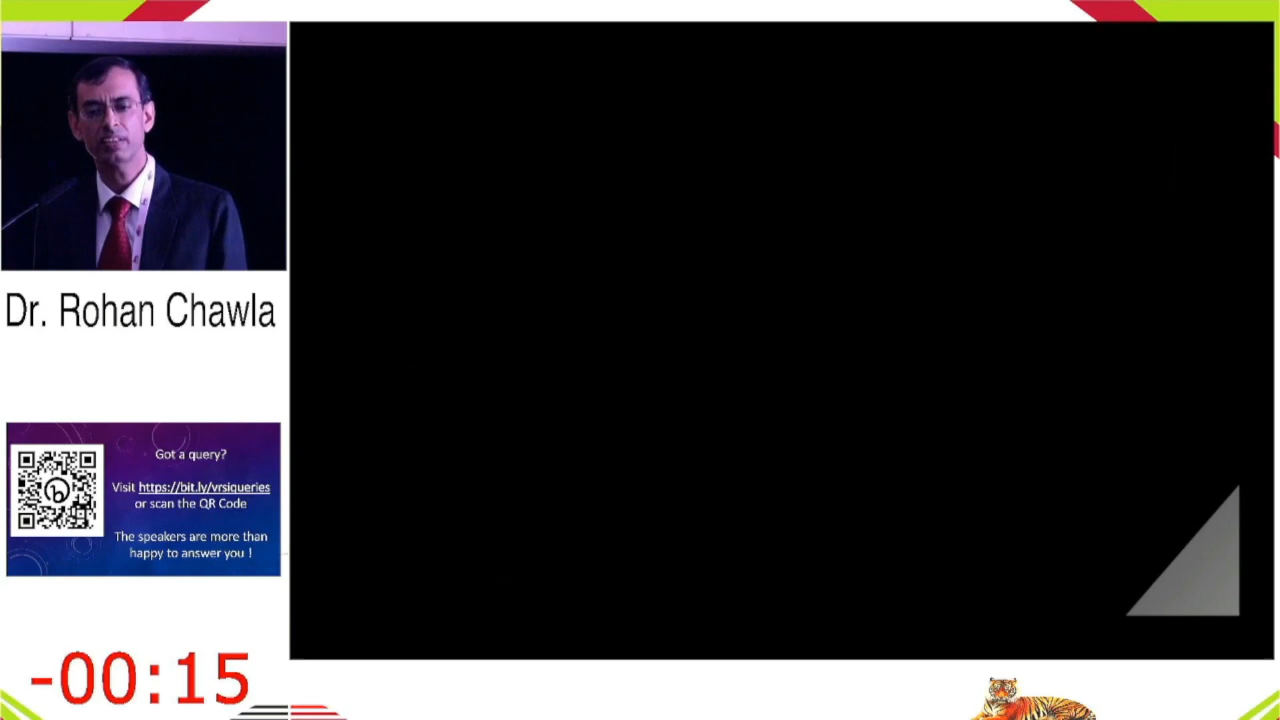 Dr. Rohan Chawla
Got a query?
Visit https://bit.ly/vrsiqueries
or scan the QR Code
The speakers are more than
happy to answer you !
-00:15